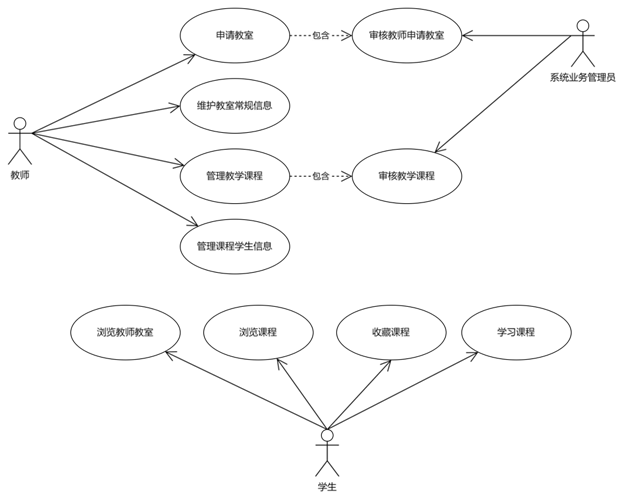 申请教室
包含
审核教师申请教室
系统业务管理员
维护教室常规信息
教师
管理教学课程
包含
审核教学课程
管理课程学生信息
浏览教师教室
浏览课程
收藏课程
学习课程
学生